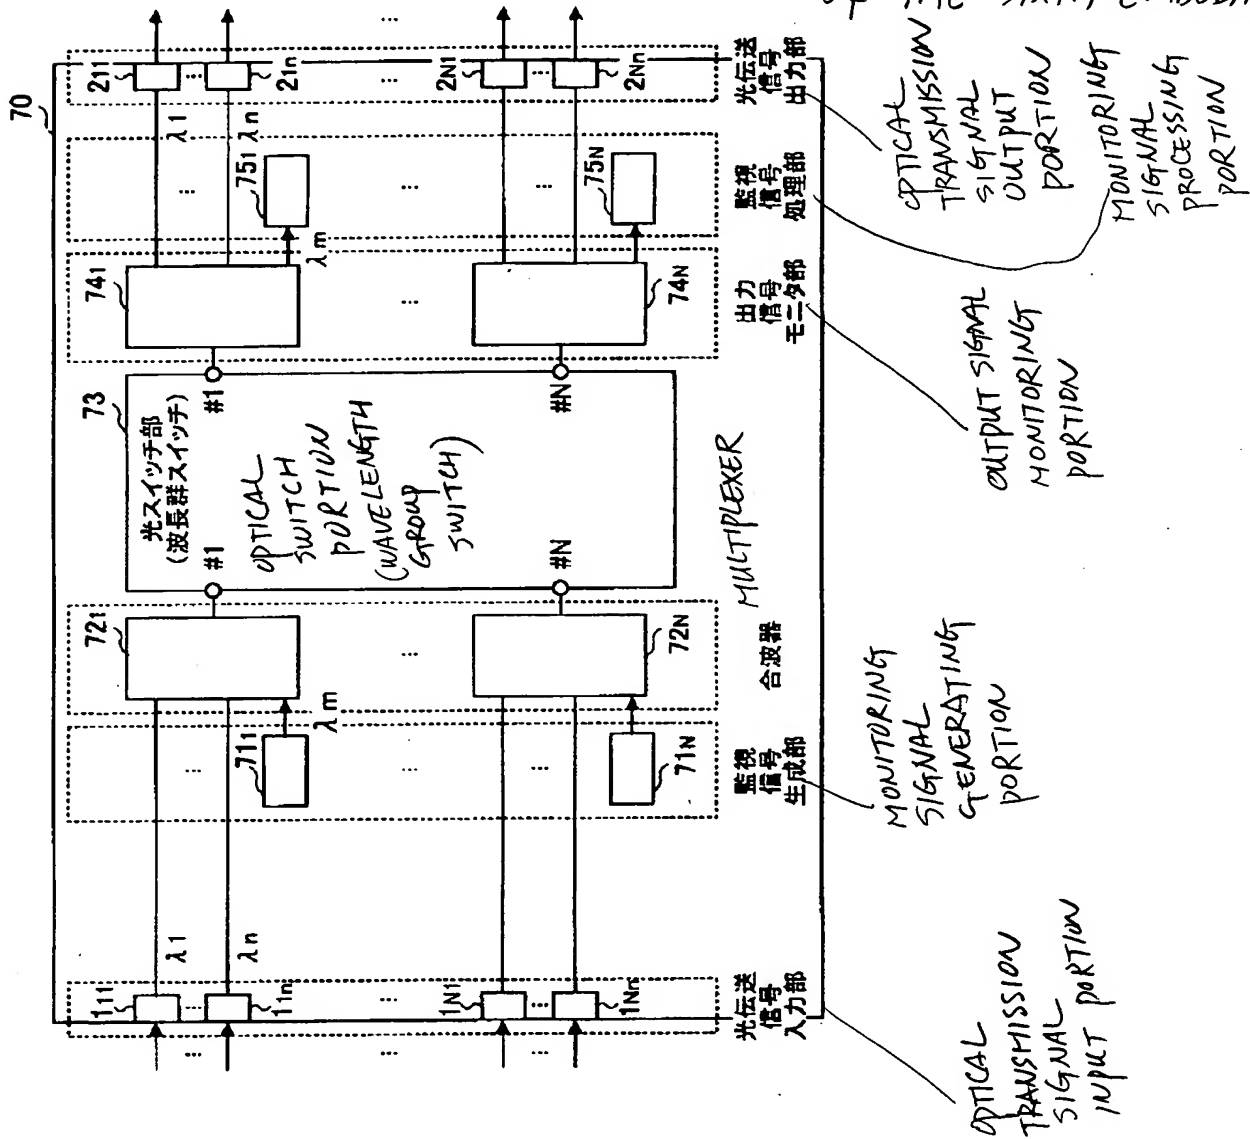 70
1₁₁
1₁ₙ
1N₁
1Nₙ
λ1
λn
71₁
71N
λm
72₁
72N
73
光スイッチ部
(波長群スイッチ)
#1
#1
OPTICAL
SWITCH
PORTION
(WAVELENGTH
GROUP
SWITCH)
#N
#N
74₁
74N
λm
75₁
75N
λ1
λn
2₁₁
2₁ₙ
2N₁
2Nₙ
光伝送
信号
入力部
監視
信号
生成部
合波器
MULTIPLEXER
出力
信号
モニタ部
監視
信号
処理部
光伝送
信号
出力部
OPTICAL
TRANSMISSION
SIGNAL
INPUT PORTION
MONITORING
SIGNAL
GENERATING
PORTION
OUTPUT SIGNAL
MONITORING
PORTION
OPTICAL
TRANSMISSION
SIGNAL
OUTPUT
PORTION
MONITORING
SIGNAL
PROCESSING
PORTION
OF THE